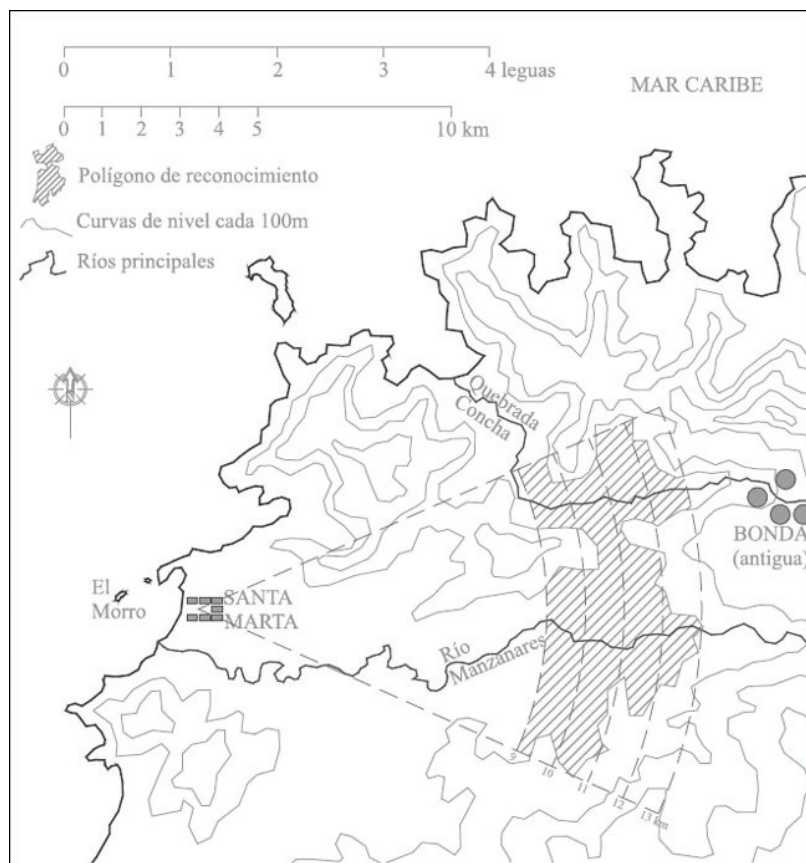 0 1 2 3 4 leguas
MAR CARIBE
0 1 2 3 4 5 10 km
Polígono de reconocimiento
Curvas de nivel cada 100m
Ríos principales
Quebrada
Concha
BONDA
(antigua)
El
Morro
SANTA
MARTA
Río
Manzanares
9
10
11
12
13 km